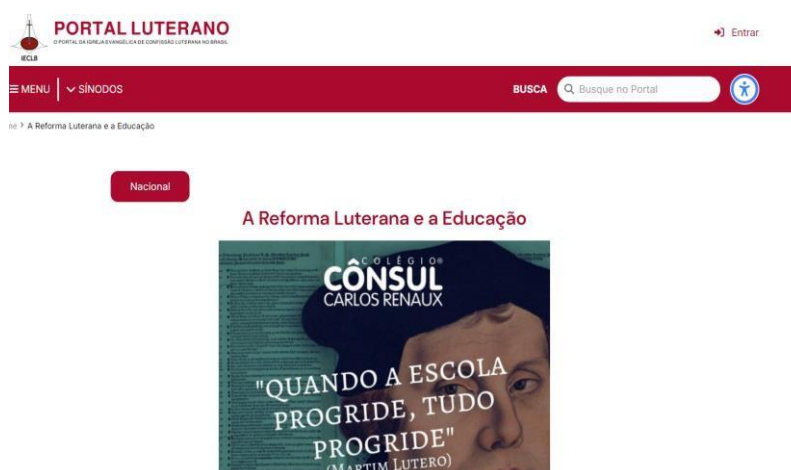 PORTAL LUTERANO
O PORTAL DA IGREJA EVANGÉLICA DE CONFISSÃO LUTERANA NO BRASIL
IECLB
Entrar
MENU
SÍNODOS
BUSCA
Busque no Portal
A Reforma Luterana e a Educação
Nacional
A Reforma Luterana e a Educação
COLÉGIO®
CÔNSUL
CARLOS RENAUX
"QUANDO A ESCOLA
PROGRIDE, TUDO
PROGRIDE"
(MARTIM LUTERO)